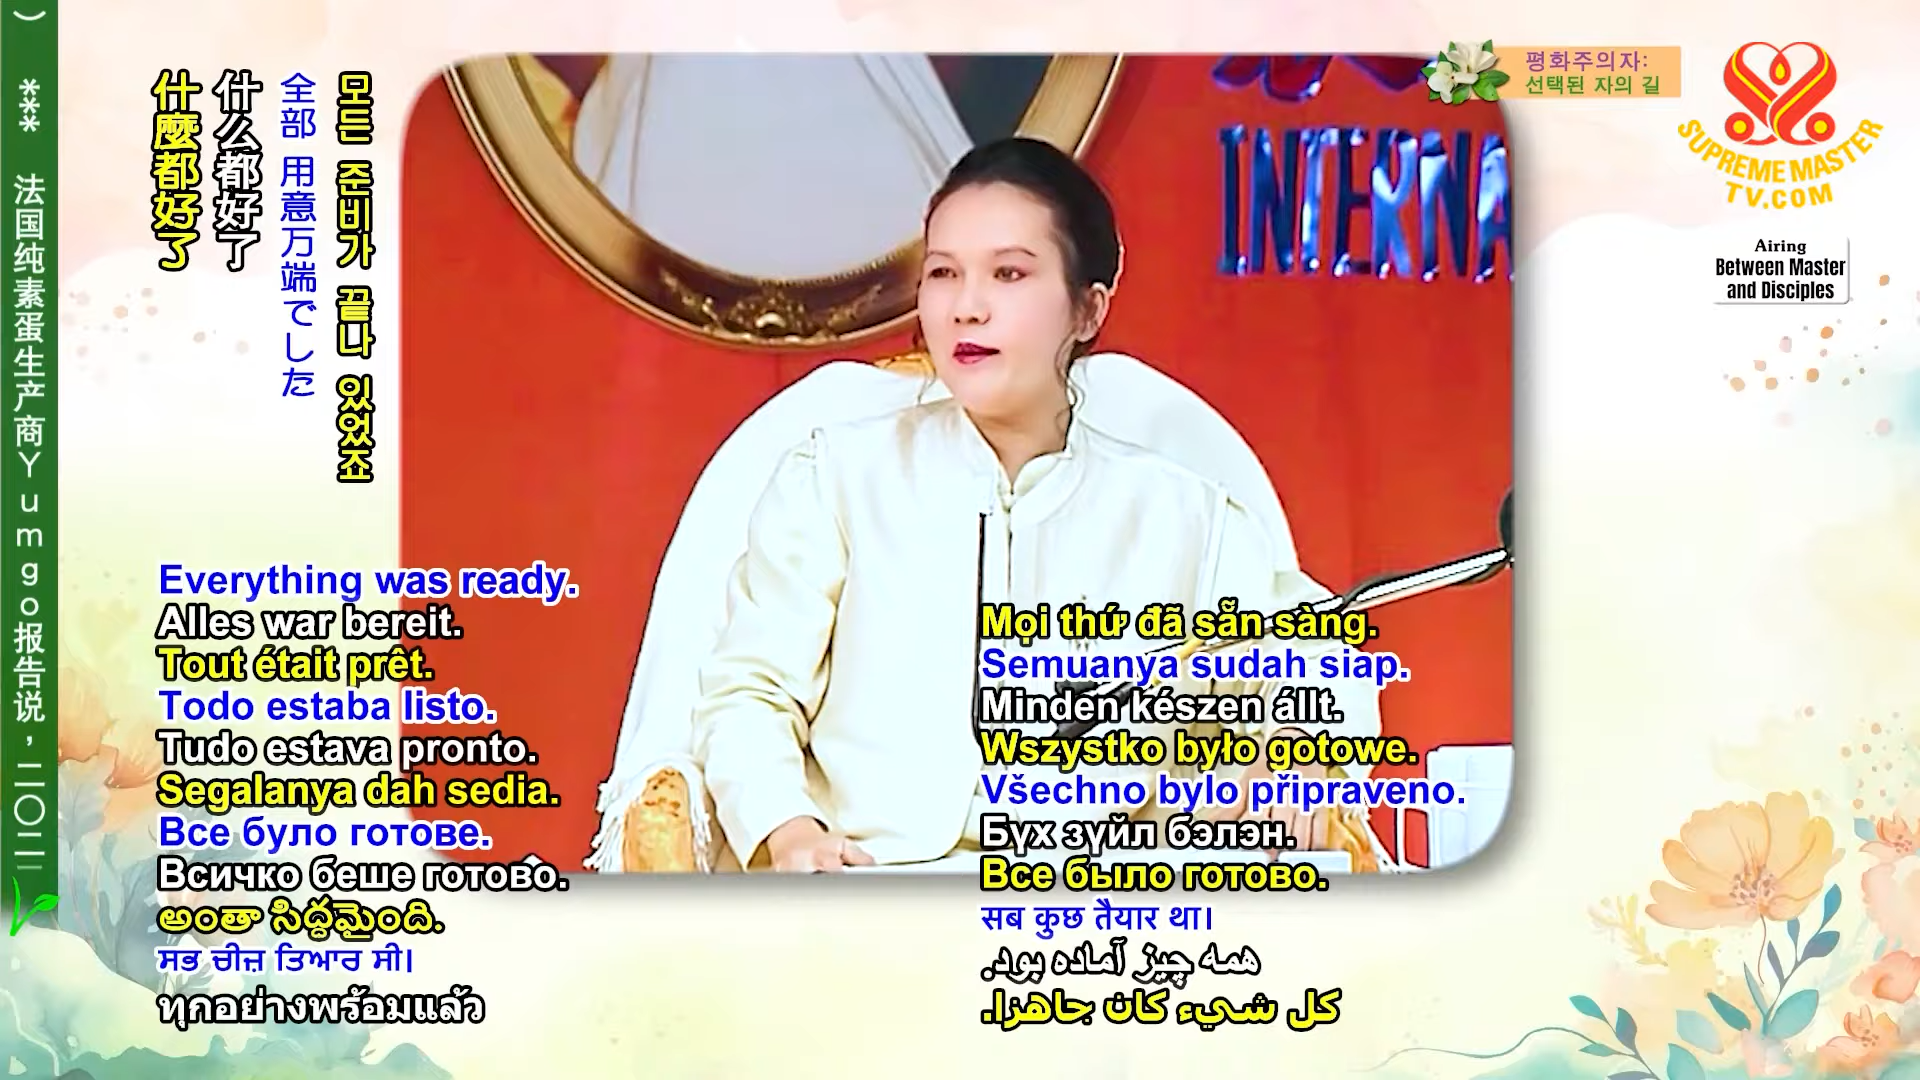 ） *** 法国纯素蛋生产商Yumgo报告说，二〇二二
什麼都好了
什么都好了
全部 用意万端でした
모든 준비가 끝나 있었죠
INTERNA
평화주의자:
선택된 자의 길
SUPREME MASTER
TV.COM
Airing
Between Master
and Disciples
Everything was ready.
Alles war bereit.
Tout était prêt.
Todo estaba listo.
Tudo estava pronto.
Segalanya dah sedia.
Все було готове.
Всичко беше готово.
అంతా సిద్ధమైంది.
ਸਭ ਚੀਜ਼ ਤਿਆਰ ਸੀ।
ทุกอย่างพร้อมแล้ว
Mọi thứ đã sẵn sàng.
Semuanya sudah siap.
Minden készen állt.
Wszystko było gotowe.
Všechno bylo připraveno.
Бүх зүйл бэлэн.
Все было готово.
सब कुछ तैयार था।
همه چیز آماده بود.
كل شيء كان جاهزا.